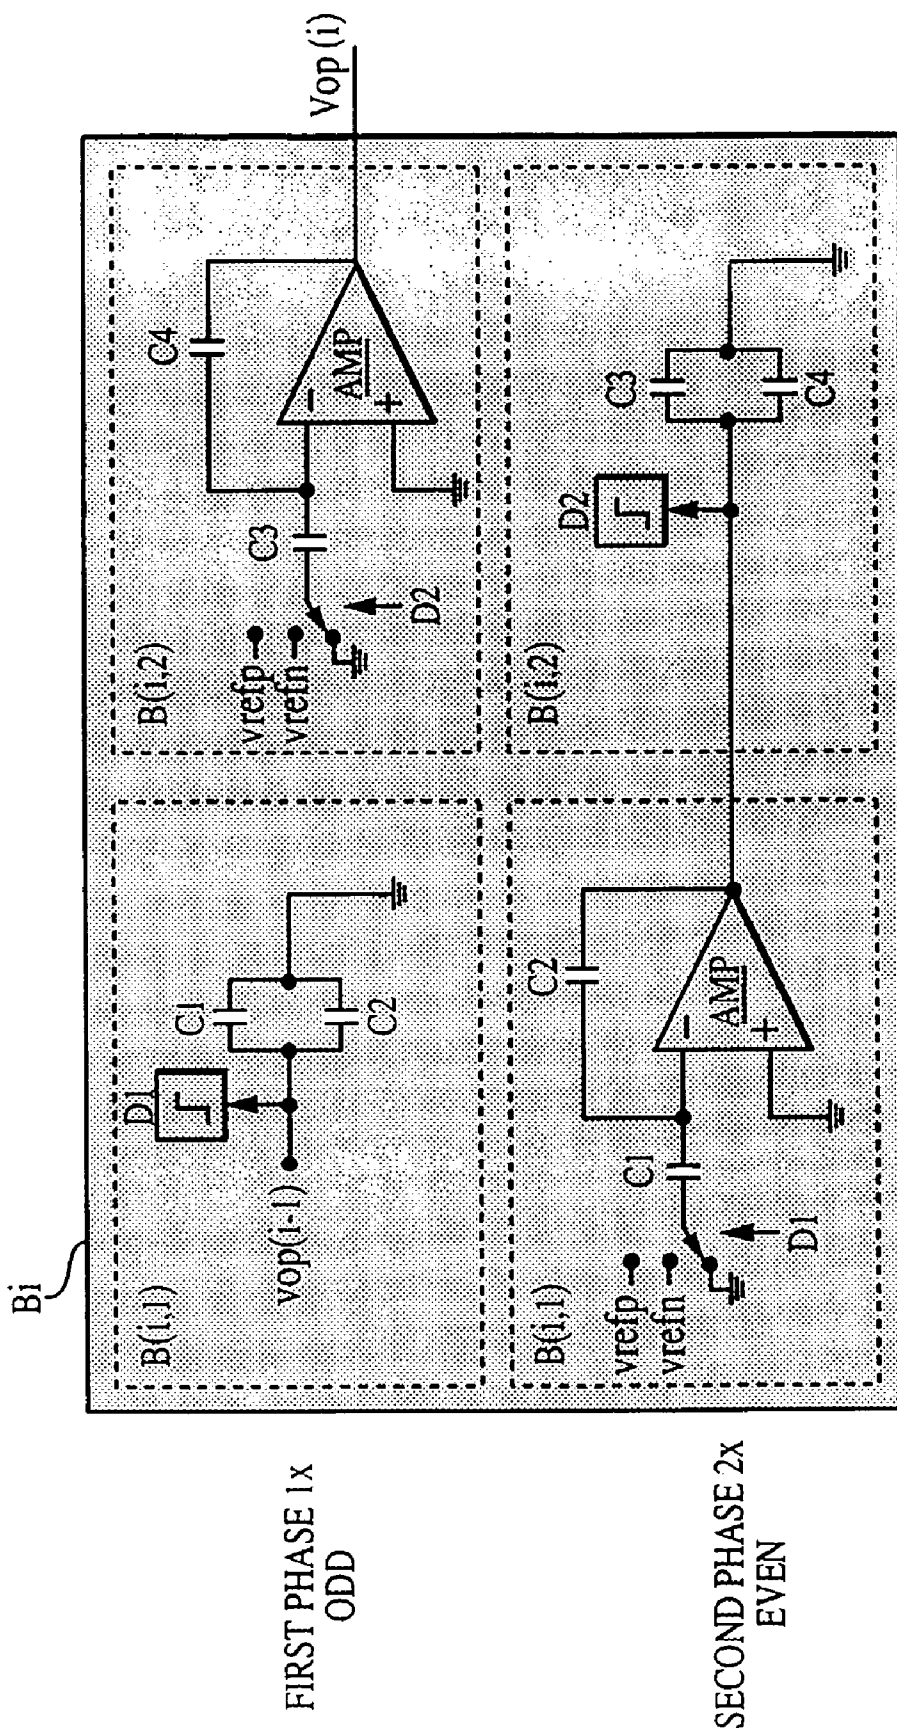 Bi
FIRST PHASE 1x
ODD
B(i,1)
vop(i-1)
D1
C1
C2
B(i,2)
vrefp
vrefn
D2
C3
C4
AMP
-
+
Vop (i)
SECOND PHASE 2x
EVEN
B(i,1)
vrefp
vrefn
D1
C1
C2
AMP
-
+
B(i,2)
D2
C3
C4